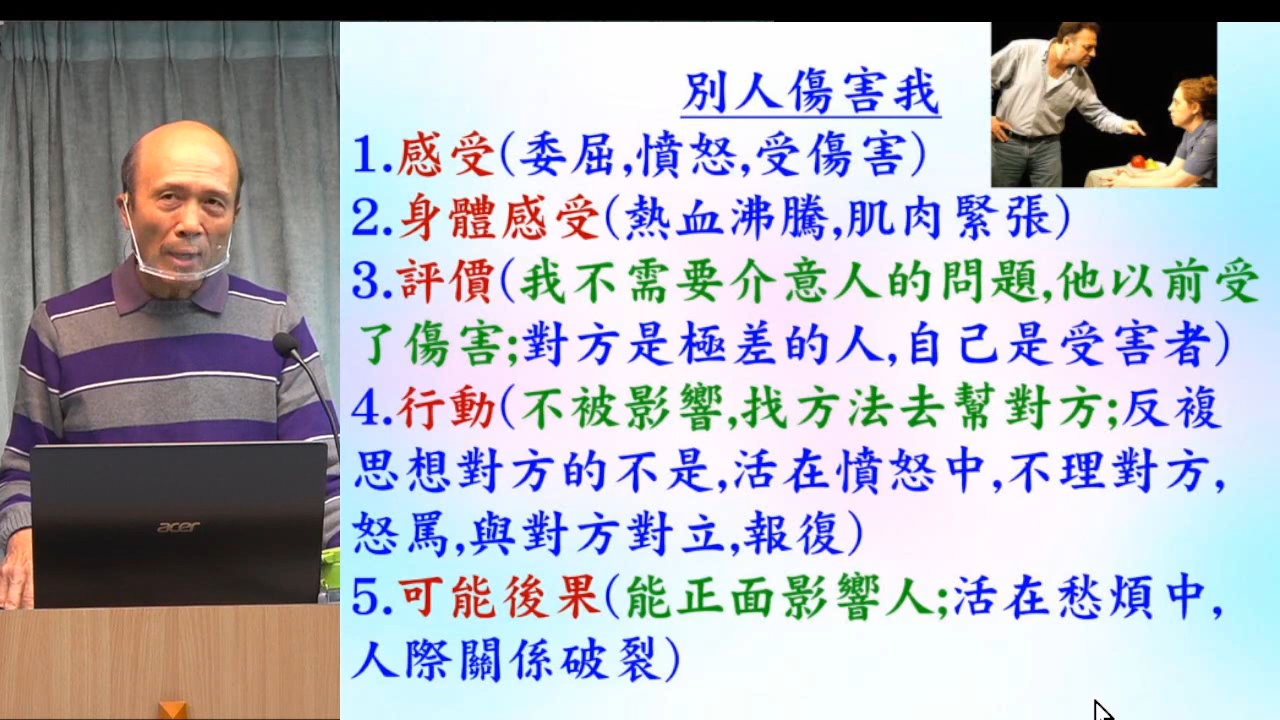 別人傷害我
1.感受(委屈,憤怒,受傷害)
2.身體感受(熱血沸騰,肌肉緊張)
3.評價(我不需要介意人的問題,他以前受
了傷害;對方是極差的人,自己是受害者)
4.行動(不被影響,找方法去幫對方;反複
思想對方的不是,活在憤怒中,不理對方,
怒罵,與對方對立,報復)
5.可能後果(能正面影響人;活在愁煩中,
人際關係破裂)
acer